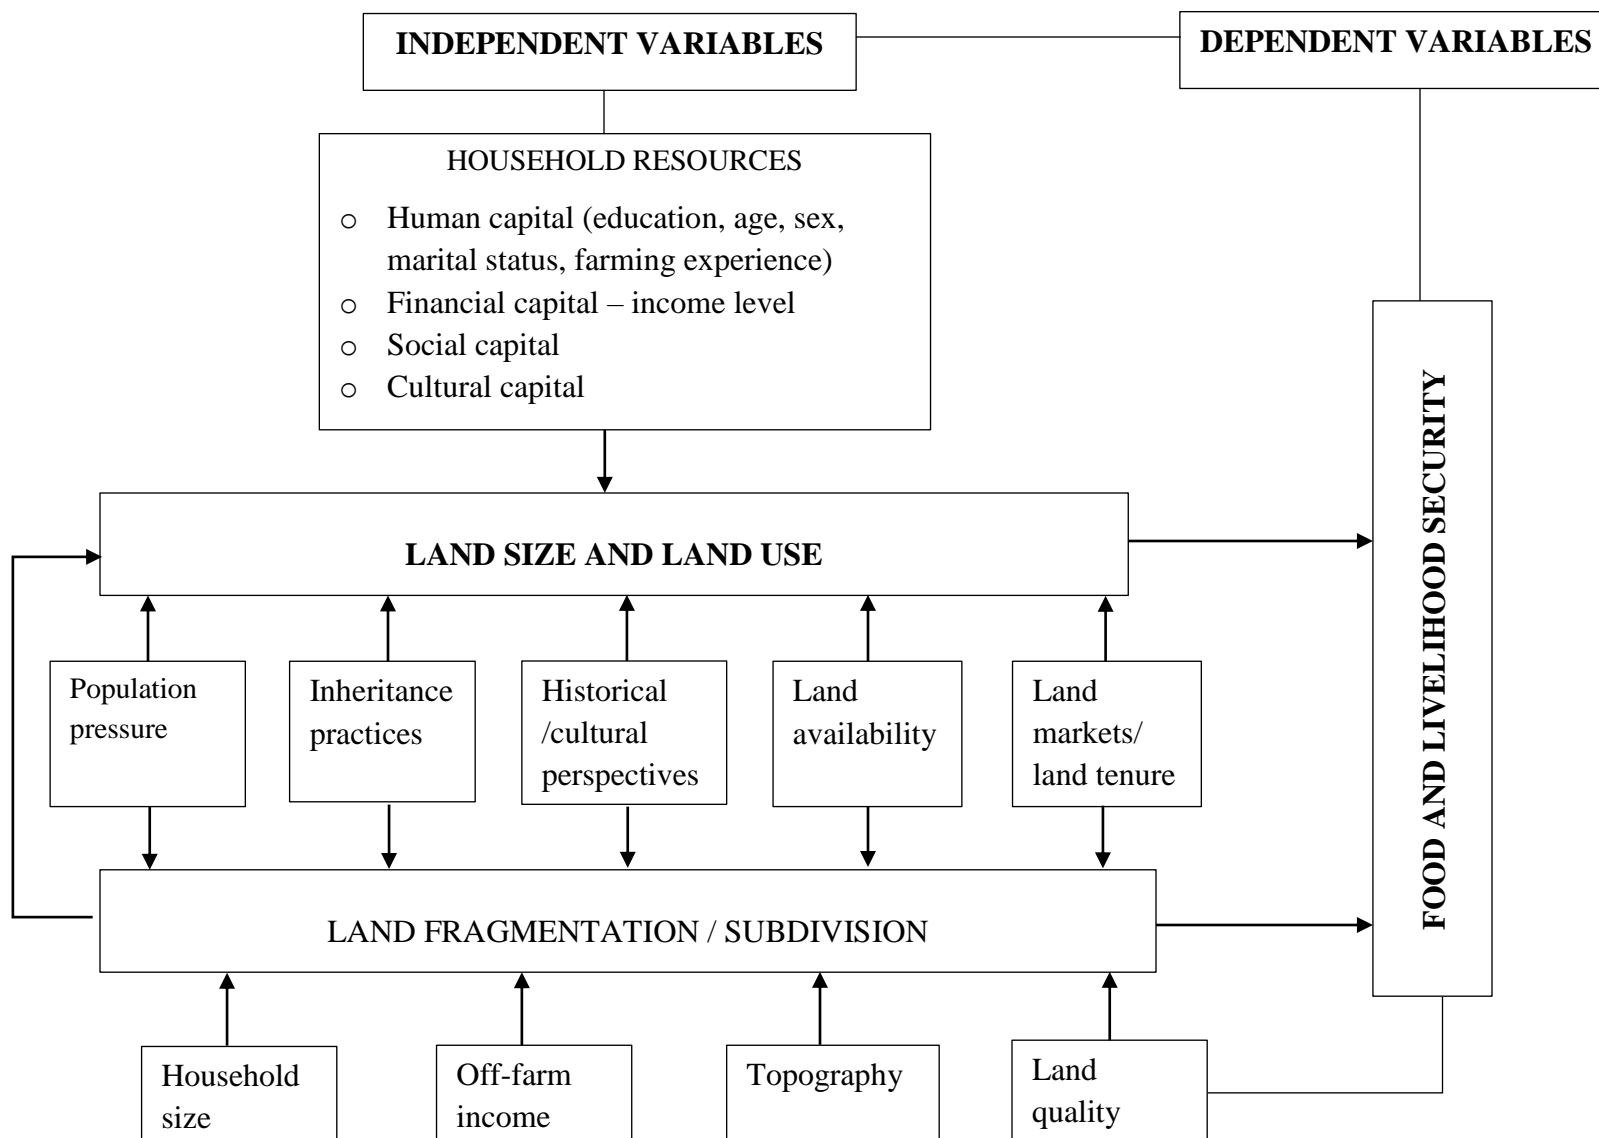 INDEPENDENT VARIABLES
DEPENDENT VARIABLES
HOUSEHOLD RESOURCES
o Human capital (education, age, sex,
marital status, farming experience)
o Financial capital – income level
o Social capital
o Cultural capital
LAND SIZE AND LAND USE
FOOD AND LIVELIHOOD SECURITY
Population
pressure
Inheritance
practices
Historical
/cultural
perspectives
Land
availability
Land
markets/
land tenure
LAND FRAGMENTATION / SUBDIVISION
Household
size
Off-farm
income
Topography
Land
quality